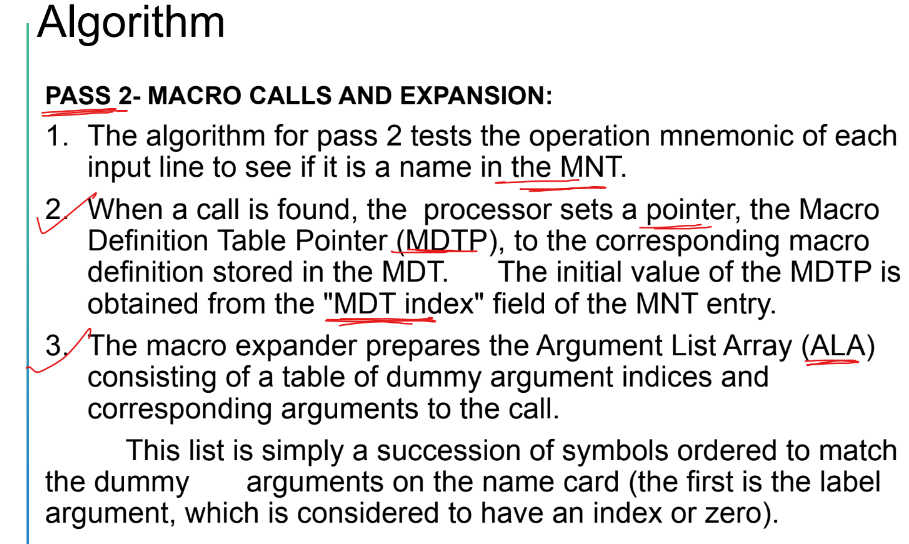 Algorithm
PASS 2- MACRO CALLS AND EXPANSION:
1. The algorithm for pass 2 tests the operation mnemonic of each
input line to see if it is a name in the MNT.
2. When a call is found, the processor sets a pointer, the Macro
Definition Table Pointer (MDTP), to the corresponding macro
definition stored in the MDT. The initial value of the MDTP is
obtained from the "MDT index" field of the MNT entry.
3. The macro expander prepares the Argument List Array (ALA)
consisting of a table of dummy argument indices and
corresponding arguments to the call.
This list is simply a succession of symbols ordered to match
the dummy arguments on the name card (the first is the label
argument, which is considered to have an index or zero).